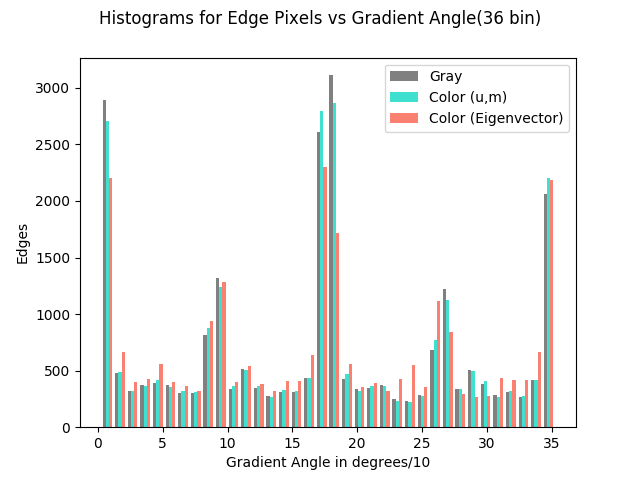 Histograms for Edge Pixels vs Gradient Angle(36 bin)
Gray
Color (u,m)
Color (Eigenvector)
3000
2500
2000
1500
1000
500
0
Edges
0 5 10 15 20 25 30 35
Gradient Angle in degrees/10